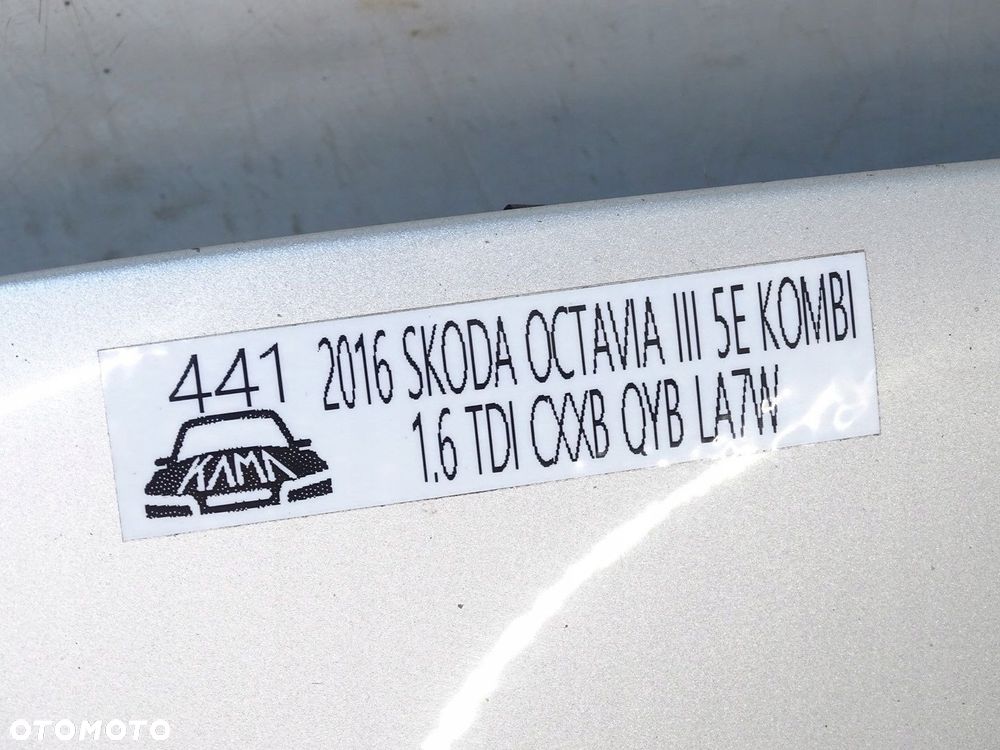 441 2016 SKODA OCTAVIA III 5E KOMBI
1.6 TDI CXXB QYB LA7W
KAMA
OTOMOTO